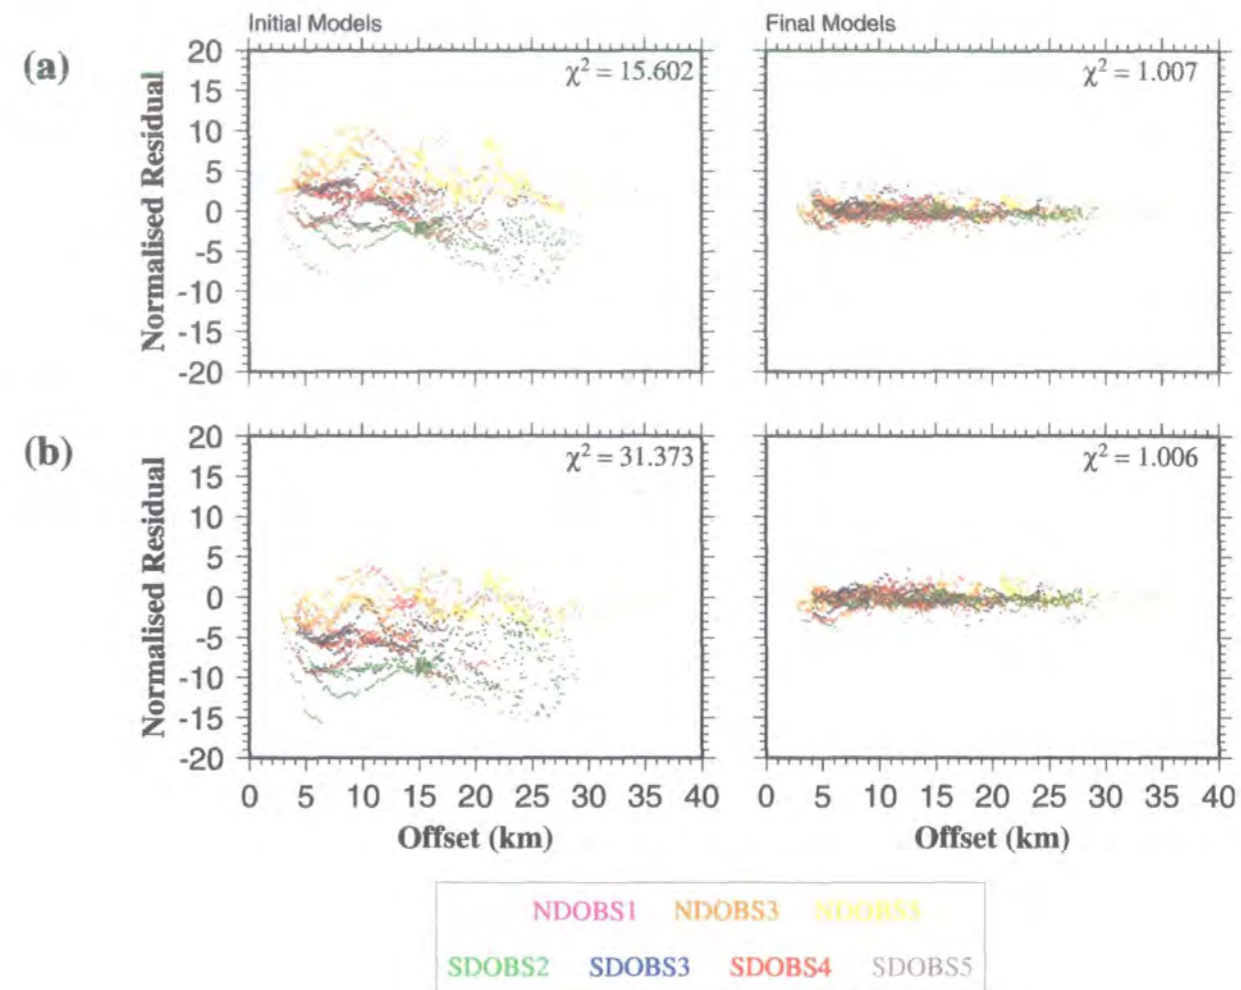 Initial Models
Final Models
(a)
Normalised Residual
20
15
10
5
0
-5
-10
-15
-20
χ² = 15.602
χ² = 1.007
(b)
Normalised Residual
20
15
10
5
0
-5
-10
-15
-20
χ² = 31.373
χ² = 1.006
0 5 10 15 20 25 30 35 40
0 5 10 15 20 25 30 35 40
Offset (km)
Offset (km)
NDOBS1 NDOBS3 NDOBS5
SDOBS2 SDOBS3 SDOBS4 SDOBS5